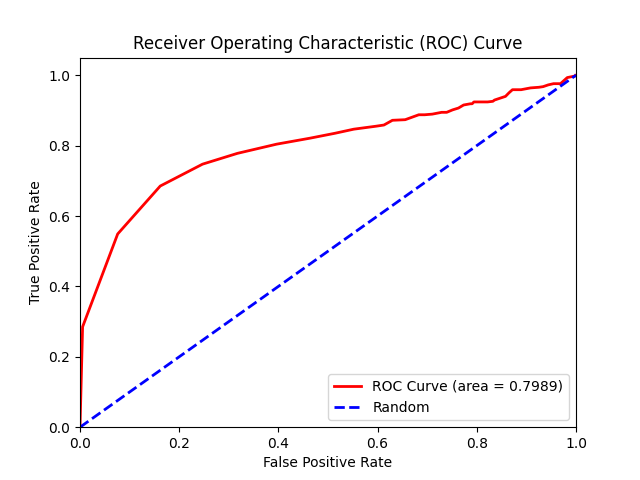 Receiver Operating Characteristic (ROC) Curve
1.0
0.8
0.6
0.4
0.2
0.0
True Positive Rate
ROC Curve (area = 0.7989)
Random
0.0 0.2 0.4 0.6 0.8 1.0
False Positive Rate